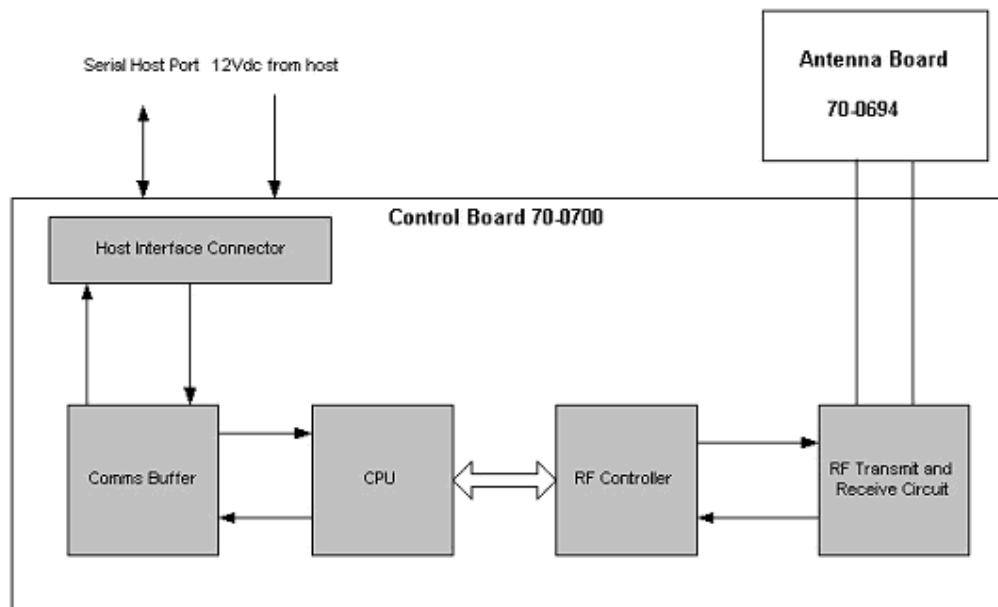 Serial Host Port 12Vdc from host
Antenna Board
70-0694
Control Board 70-0700
Host Interface Connector
Comms Buffer
CPU
RF Controller
RF Transmit and
Receive Circuit